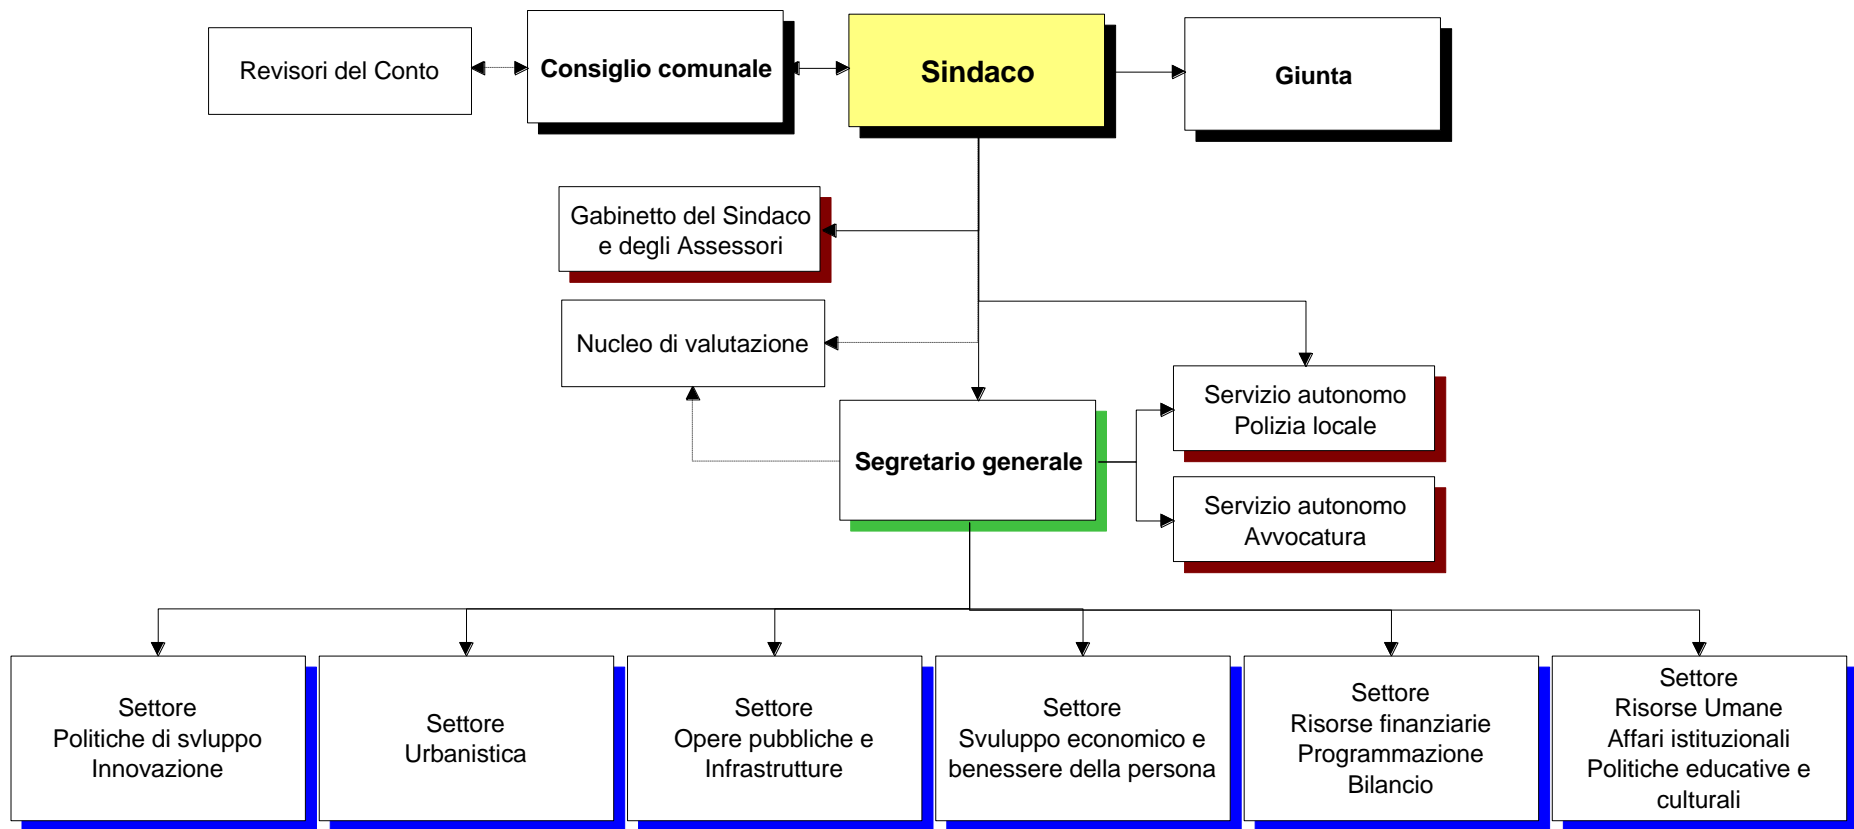 Revisori del Conto
Consiglio comunale
Sindaco
Giunta
Gabinetto del Sindaco
e degli Assessori
Nucleo di valutazione
Servizio autonomo
Polizia locale
Segretario generale
Servizio autonomo
Avvocatura
Settore
Politiche di svluppo
Innovazione
Settore
Urbanistica
Settore
Opere pubbliche e
Infrastrutture
Settore
Svuluppo economico e
benessere della persona
Settore
Risorse finanziarie
Programmazione
Bilancio
Settore
Risorse Umane
Affari istituzionali
Politiche educative e
culturali